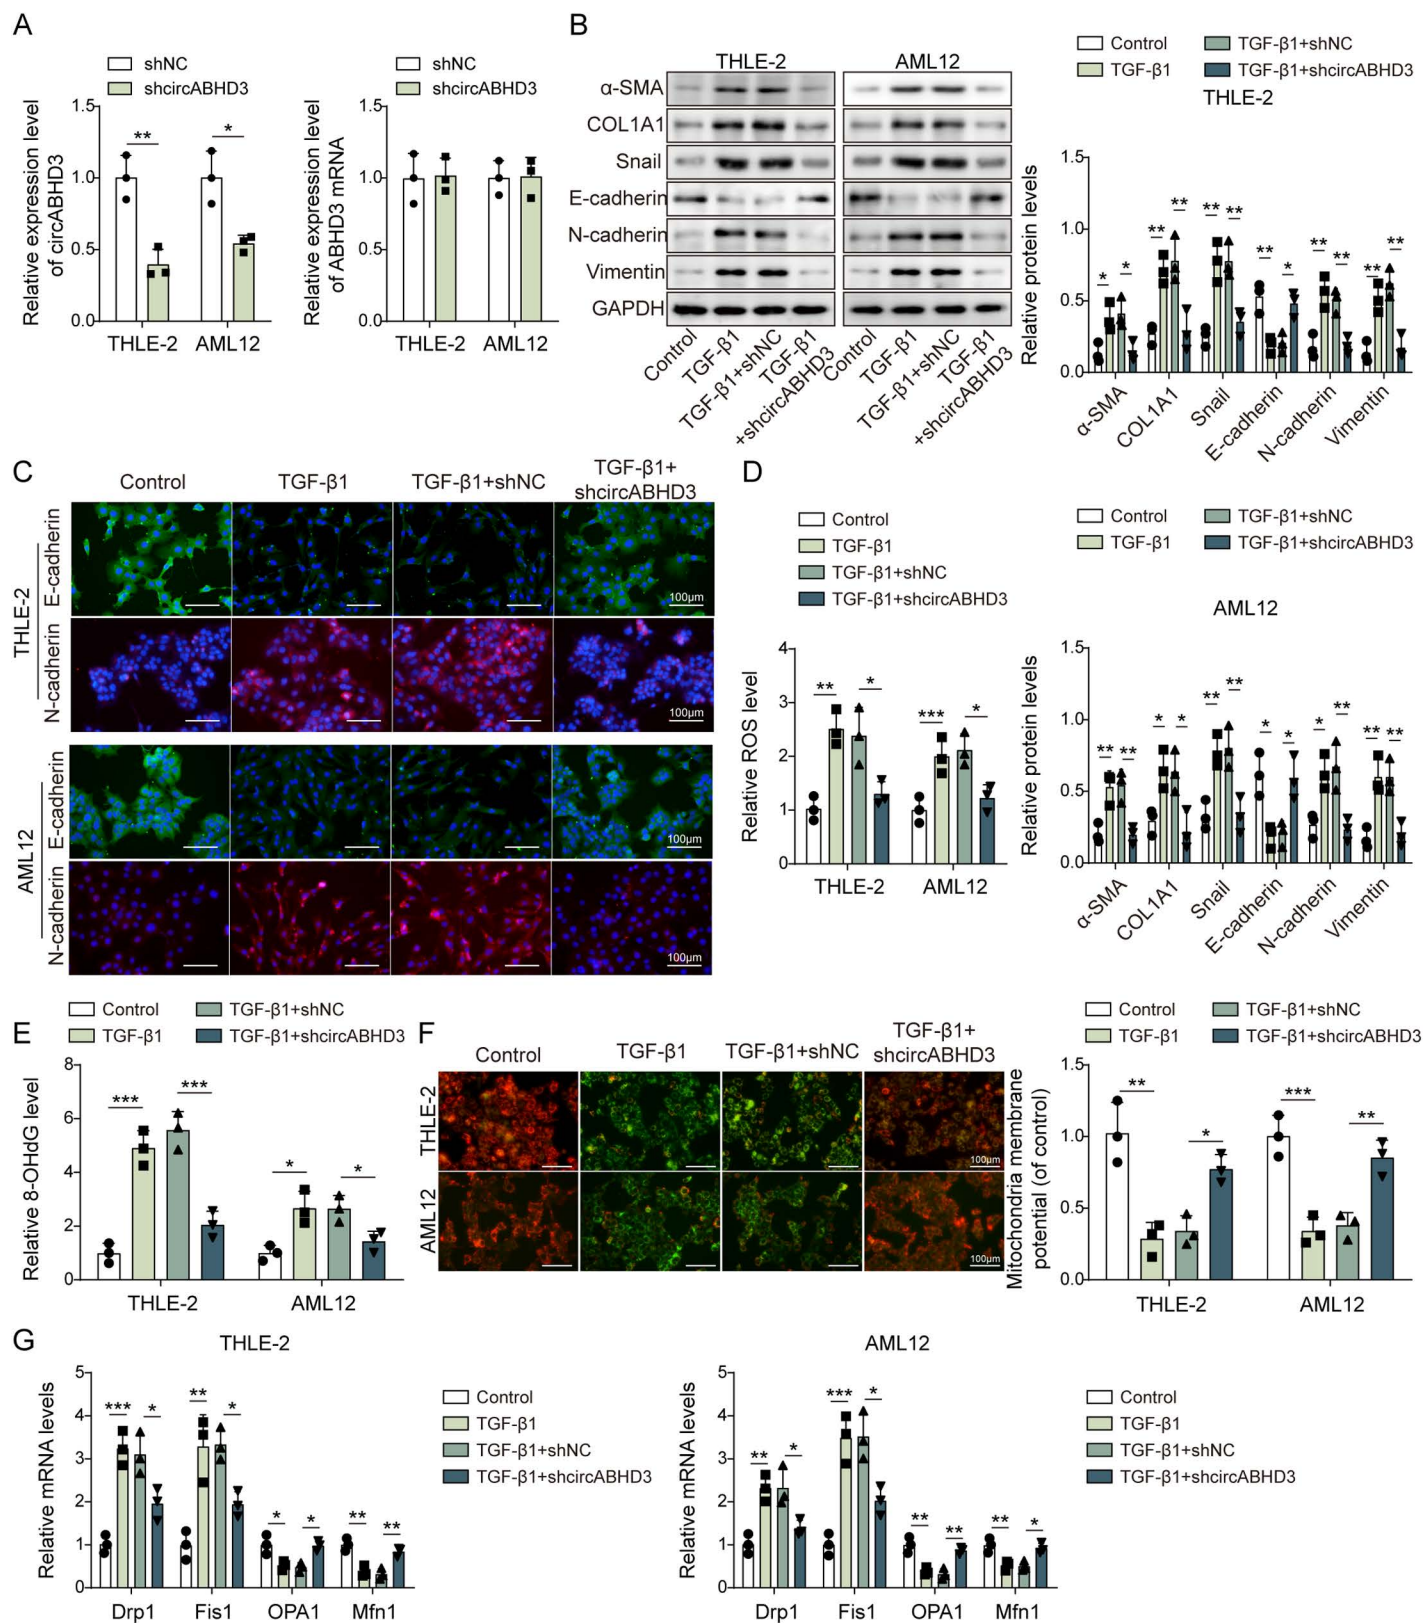 A
shNC
shcircABHD3
Relative expression level
of circABHD3
1.5
1.0
0.5
0.0
**
*
THLE-2
AML12
shNC
shcircABHD3
Relative expression level
of ABHD3 mRNA
1.5
1.0
0.5
0.0
THLE-2
AML12
B
THLE-2
AML12
α-SMA
COL1A1
Snail
E-cadherin
N-cadherin
Vimentin
GAPDH
Control
TGF-β1
TGF-β1+shNC
TGF-β1
+shcircABHD3
Control
TGF-β1
TGF-β1+shNC
TGF-β1
+shcircABHD3
Control
TGF-β1+shNC
TGF-β1
TGF-β1+shcircABHD3
THLE-2
Relative protein levels
1.5
1.0
0.5
0.0
* *
** **
** **
** *
** **
** **
α-SMA
COL1A1
Snail
E-cadherin
N-cadherin
Vimentin
C
Control
TGF-β1
TGF-β1+shNC
TGF-β1+
shcircABHD3
THLE-2
E-cadherin
100μm
N-cadherin
100μm
AML12
E-cadherin
100μm
N-cadherin
100μm
D
Control
TGF-β1
TGF-β1+shNC
TGF-β1+shcircABHD3
Relative ROS level
4
3
2
1
0
** *
*** *
THLE-2
AML12
Control
TGF-β1+shNC
TGF-β1
TGF-β1+shcircABHD3
AML12
Relative protein levels
1.5
1.0
0.5
0.0
** **
* *
** **
* *
* **
** **
α-SMA
COL1A1
Snail
E-cadherin
N-cadherin
Vimentin
E
Control
TGF-β1+shNC
TGF-β1
TGF-β1+shcircABHD3
Relative 8-OHdG level
8
6
4
2
0
*** ***
* *
THLE-2
AML12
F
Control
TGF-β1
TGF-β1+shNC
TGF-β1+
shcircABHD3
THLE-2
100μm
AML12
100μm
Control
TGF-β1+shNC
TGF-β1
TGF-β1+shcircABHD3
Mitochondria membrane
potential (of control)
1.5
1.0
0.5
0.0
** *
*** **
THLE-2
AML12
G
THLE-2
Relative mRNA levels
5
4
3
2
1
0
*** *
** *
* *
** **
Drp1
Fis1
OPA1
Mfn1
Control
TGF-β1
TGF-β1+shNC
TGF-β1+shcircABHD3
AML12
Relative mRNA levels
5
4
3
2
1
0
** *
*** *
** **
** *
Drp1
Fis1
OPA1
Mfn1
Control
TGF-β1
TGF-β1+shNC
TGF-β1+shcircABHD3